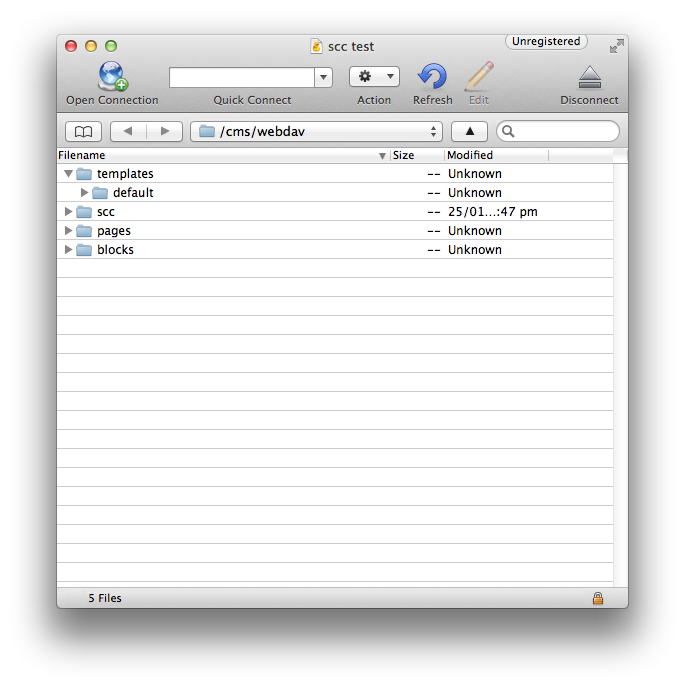 scc test
Unregistered
Open Connection
Quick Connect
Action
Refresh
Edit
Disconnect
/cms/webdav
Filename Size Modified
templates -- Unknown
default -- Unknown
scc -- 25/01...:47 pm
pages -- Unknown
blocks -- Unknown
5 Files